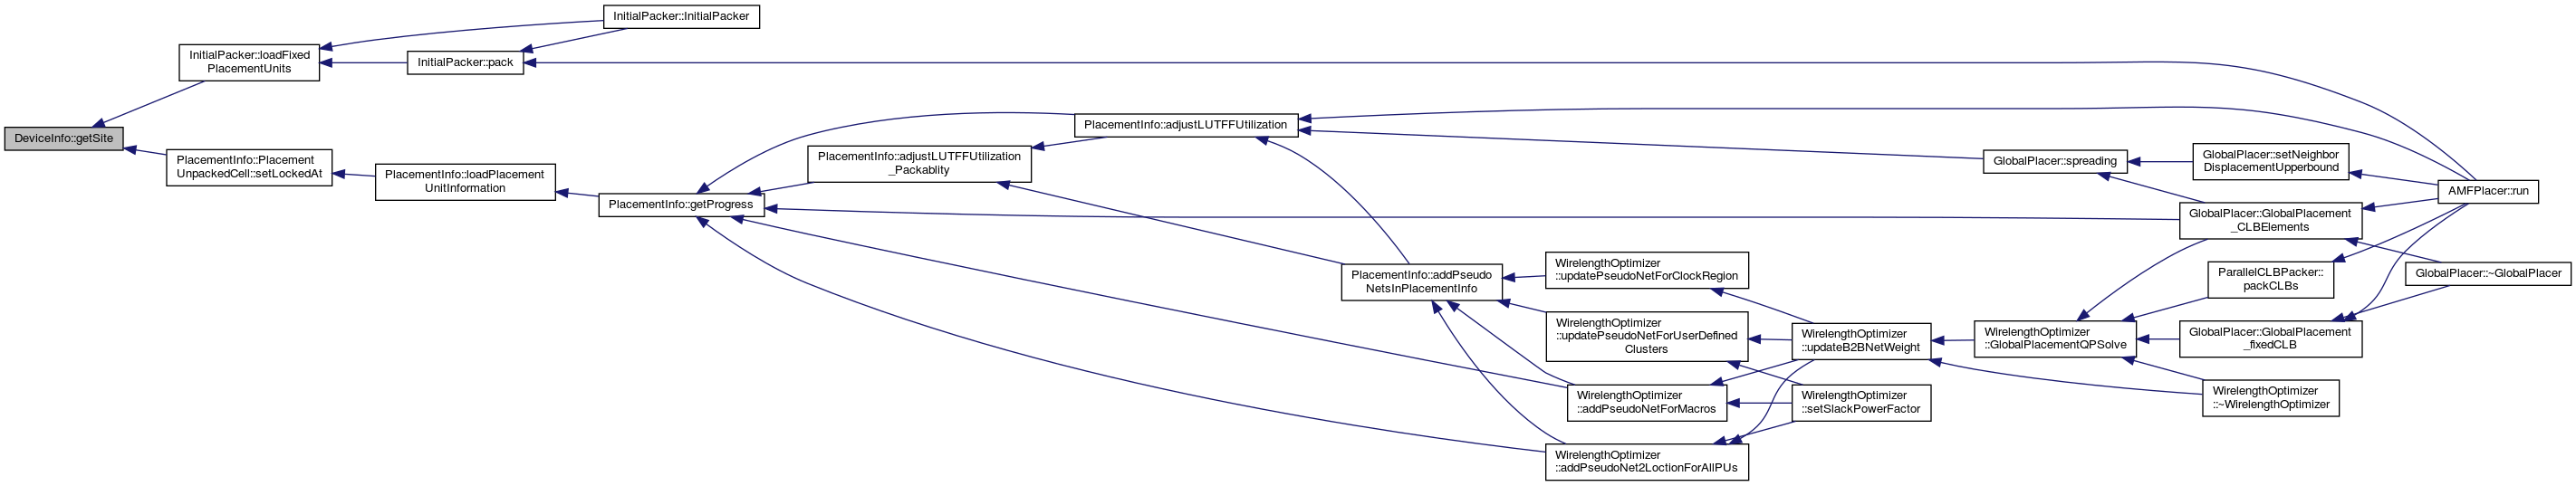 DeviceInfo::getSite
InitialPacker::loadFixed
PlacementUnits
InitialPacker::InitialPacker
InitialPacker::pack
PlacementInfo::Placement
UnpackedCell::setLockedAt
PlacementInfo::loadPlacement
UnitInformation
PlacementInfo::getProgress
PlacementInfo::adjustLUTFFUtilization
PlacementInfo::adjustLUTFFUtilization
_Packablity
PlacementInfo::addPseudo
NetsInPlacementInfo
WirelengthOptimizer
::updatePseudoNetForClockRegion
WirelengthOptimizer
::updatePseudoNetForUserDefined
Clusters
WirelengthOptimizer
::addPseudoNetForMacros
WirelengthOptimizer
::addPseudoNet2LoctionForAllPUs
WirelengthOptimizer
::updateB2BNetWeight
WirelengthOptimizer
::setSlackPowerFactor
GlobalPlacer::spreading
WirelengthOptimizer
::GlobalPlacementQPSolve
GlobalPlacer::setNeighbor
DisplacementUpperbound
GlobalPlacer::GlobalPlacement
_CLBElements
ParallelCLBPacker::
packCLBs
GlobalPlacer::GlobalPlacement
_fixedCLB
WirelengthOptimizer
::~WirelengthOptimizer
AMFPlacer::run
GlobalPlacer::~GlobalPlacer